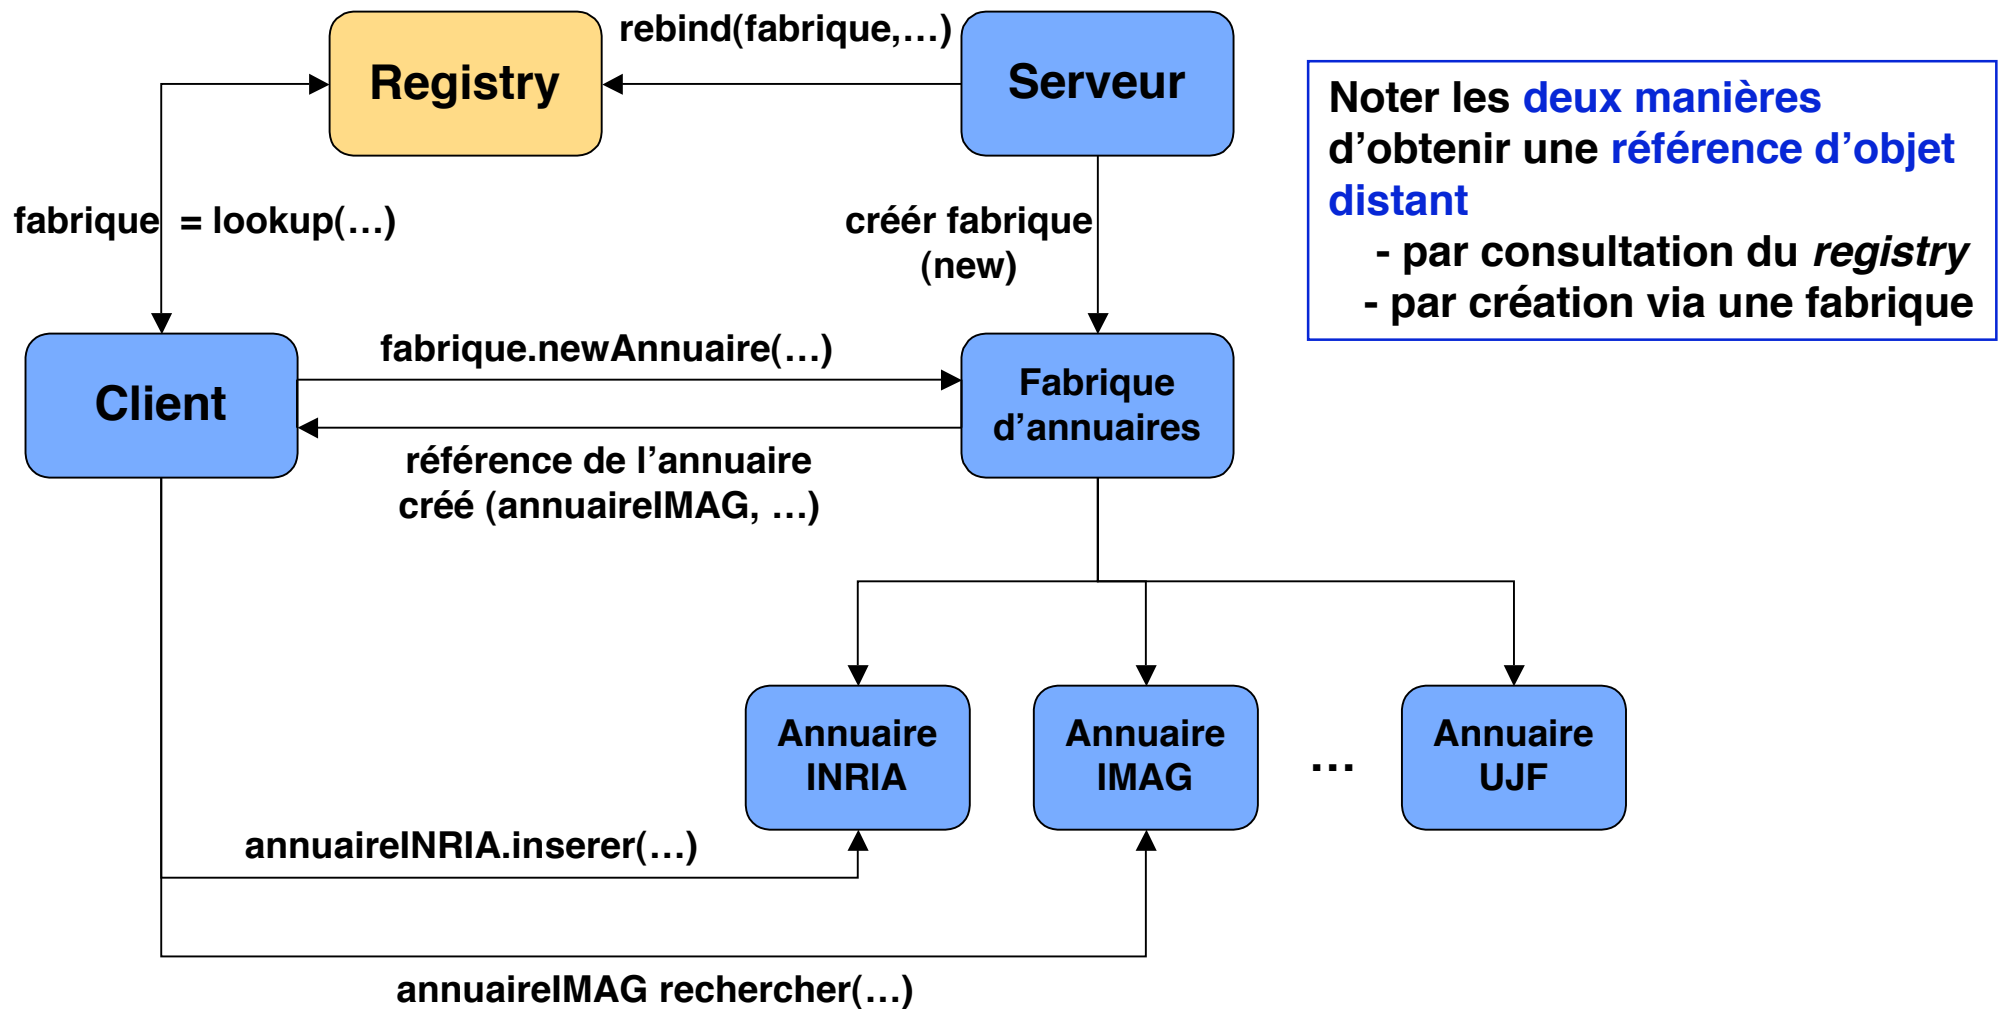 rebind(fabrique,…)
Registry
Serveur
Noter les deux manières
d’obtenir une référence d’objet
distant
- par consultation du registry
- par création via une fabrique
fabrique = lookup(…)
créér fabrique
(new)
fabrique.newAnnuaire(…)
Client
Fabrique
d’annuaires
référence de l’annuaire
créé (annuaireIMAG, …)
Annuaire
INRIA
Annuaire
IMAG
…
Annuaire
UJF
annuaireINRIA.inserer(…)
annuaireIMAG rechercher(…)